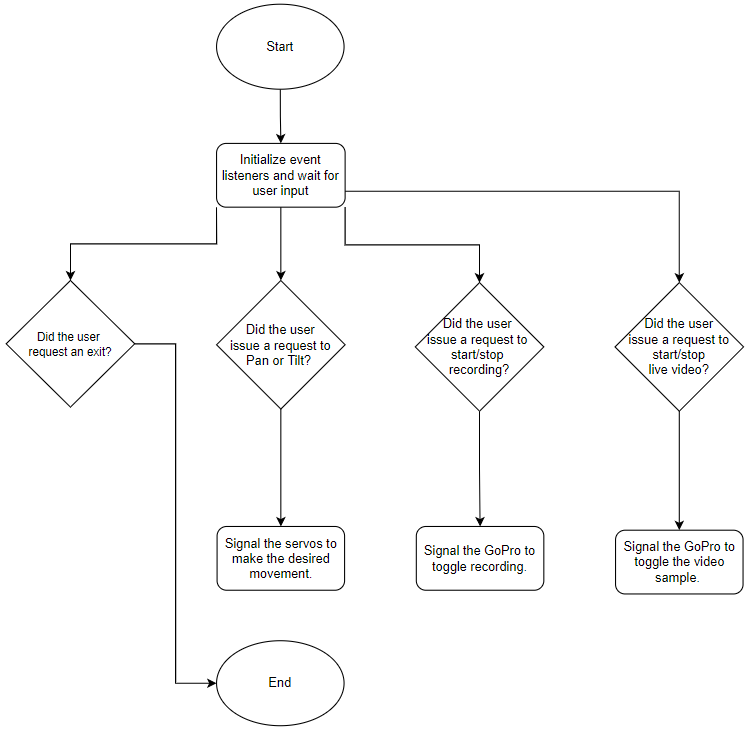 Start
Initialize event
listeners and wait for
user input
Did the user
request an exit?
Did the user
issue a request to
Pan or Tilt?
Did the user
issue a request to
start/stop
recording?
Did the user
issue a request to
start/stop
live video?
Signal the servos to
make the desired
movement.
Signal the GoPro to
toggle recording.
Signal the GoPro to
toggle the video
sample.
End